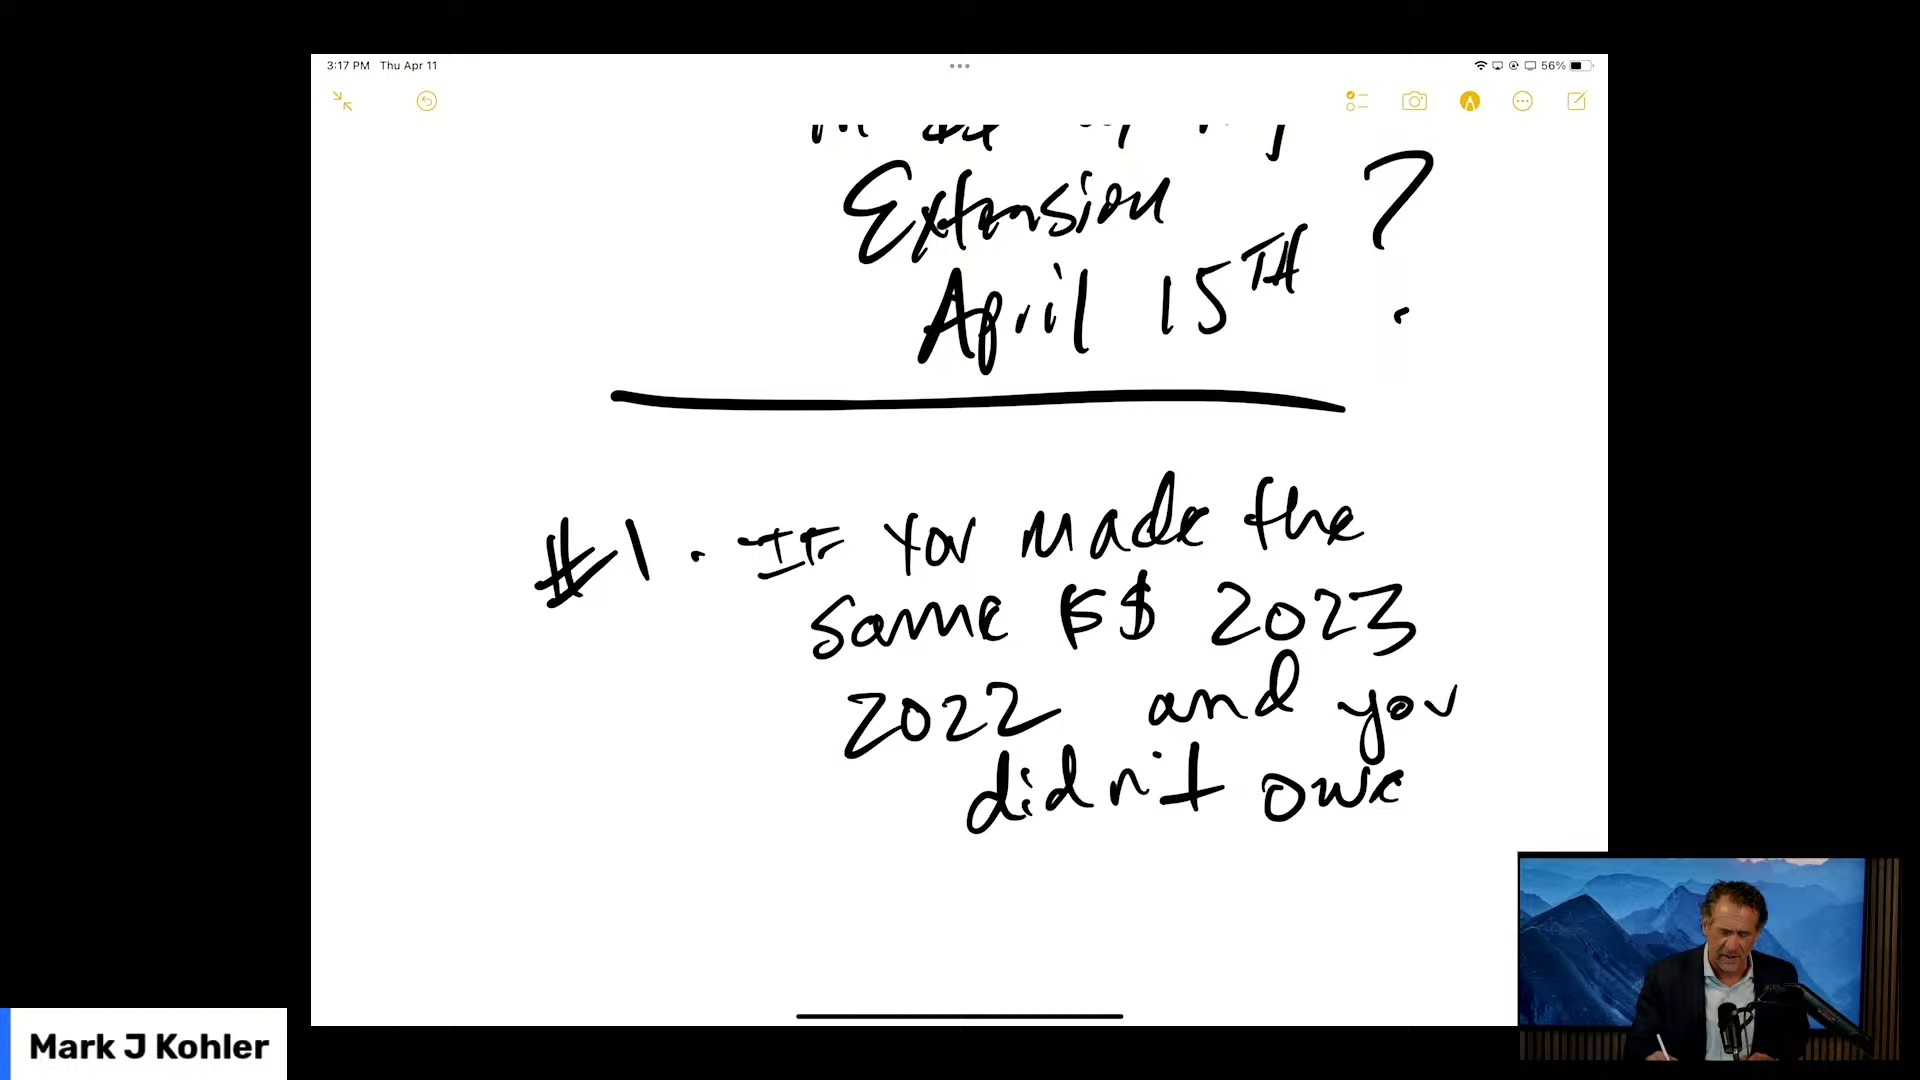 3:17 PM Thu Apr 11
56%
Extension ?
April 15TH
#1. IF You made the
same $$ 2023
2022 and you
didn't owe
Mark J Kohler